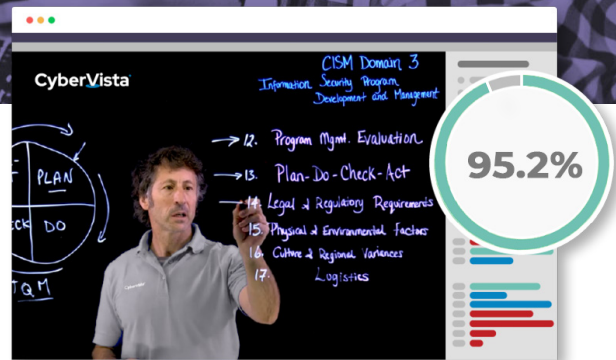 CyberVista
CISM Domain 3
Information Security Program
Development and Management
12. Program Mgmt. Evaluation
13. Plan-Do-Check-Act
14. Legal & Regulatory Requirements
15. Physical & Environmental Factors
16. Culture & Regional Variances
17. Logistics
PLAN
DO
TQM
95.2%